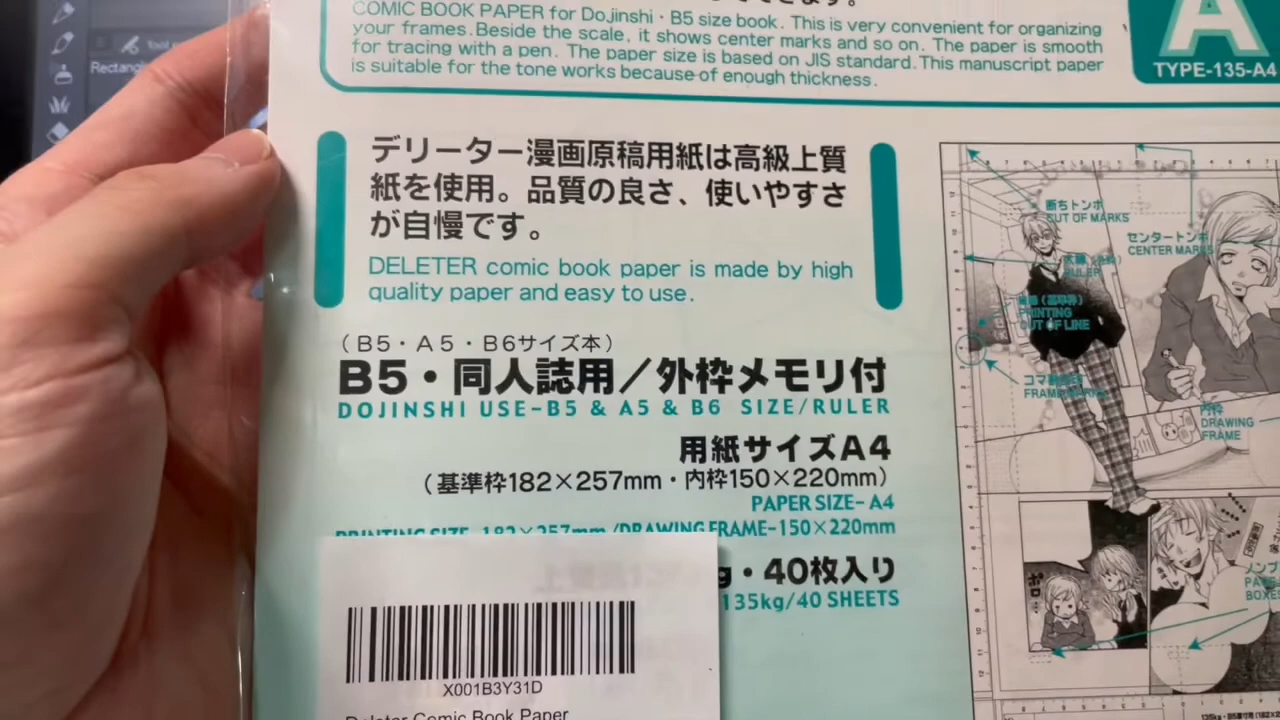 COMIC BOOK PAPER for Dojinshi・B5 size book. This is very convenient for organizing
your frames.Beside the scale, it shows center marks and so on. The paper is smooth
for tracing with a pen. The paper size is based on JIS standard.This manuscript paper
is suitable for the tone works because of enough thickness.
A
TYPE-135-A4
デリーター漫画原稿用紙は高級上質
紙を使用。品質の良さ、使いやすさ
が自慢です。
DELETER comic book paper is made by high
quality paper and easy to use.
（B5・A5・B6サイズ本）
B5・同人誌用／外枠メモリ付
DOJINSHI USE-B5 & A5 & B6 SIZE/RULER
用紙サイズA4
（基準枠182×257mm・内枠150×220mm）
PAPER SIZE- A4
PRINTING SIZE-182×257mm/DRAWING FRAME-150×220mm
g・40枚入り
135kg/40 SHEETS
X001B3Y31D
Deleter Comic Book Paper
断ちトンボ
CUT OF MARKS
センタートンボ
CENTER MARKS
RULER
PRINTING
OUT OF LINE
内枠
DRAWING
FRAME
ポロ